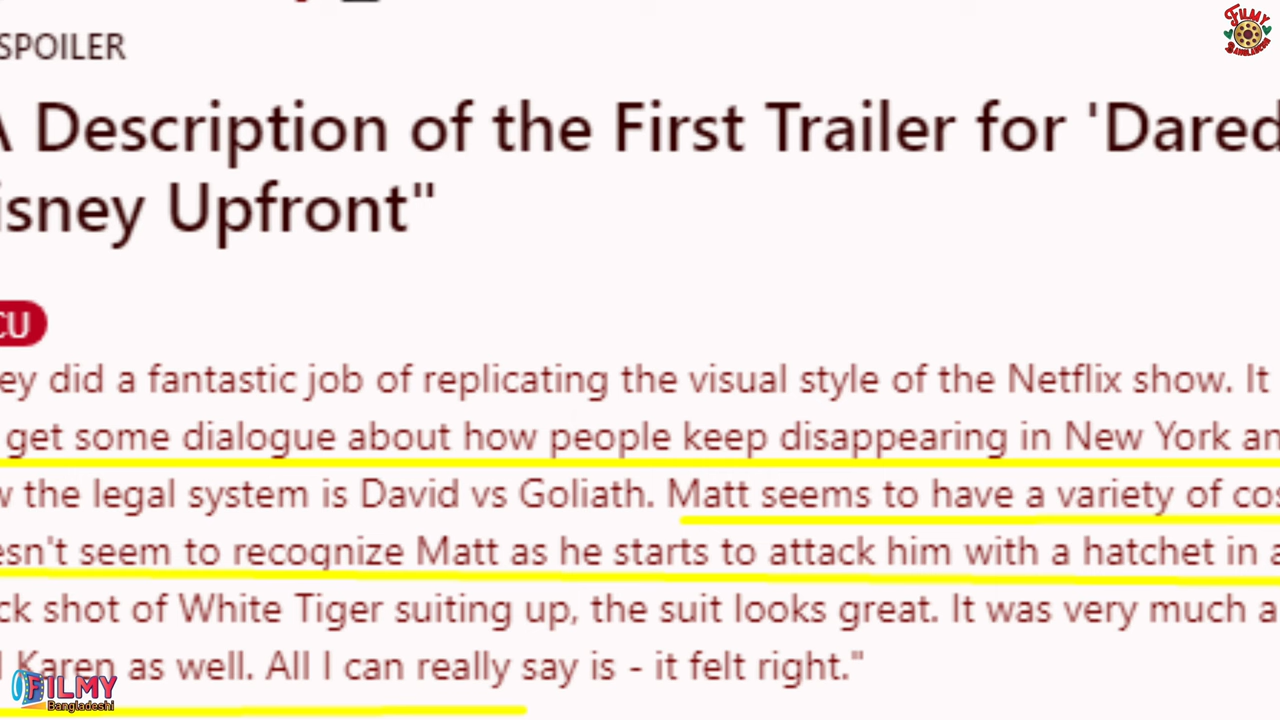 FILMY
BANGLADESHI
SPOILER
A Description of the First Trailer for 'Dared
isney Upfront"
CU
ey did a fantastic job of replicating the visual style of the Netflix show. It
get some dialogue about how people keep disappearing in New York an
w the legal system is David vs Goliath. Matt seems to have a variety of cos
esn't seem to recognize Matt as he starts to attack him with a hatchet in a
ck shot of White Tiger suiting up, the suit looks great. It was very much a
l Karen as well. All I can really say is - it felt right."
FILMY
Bangladeshi